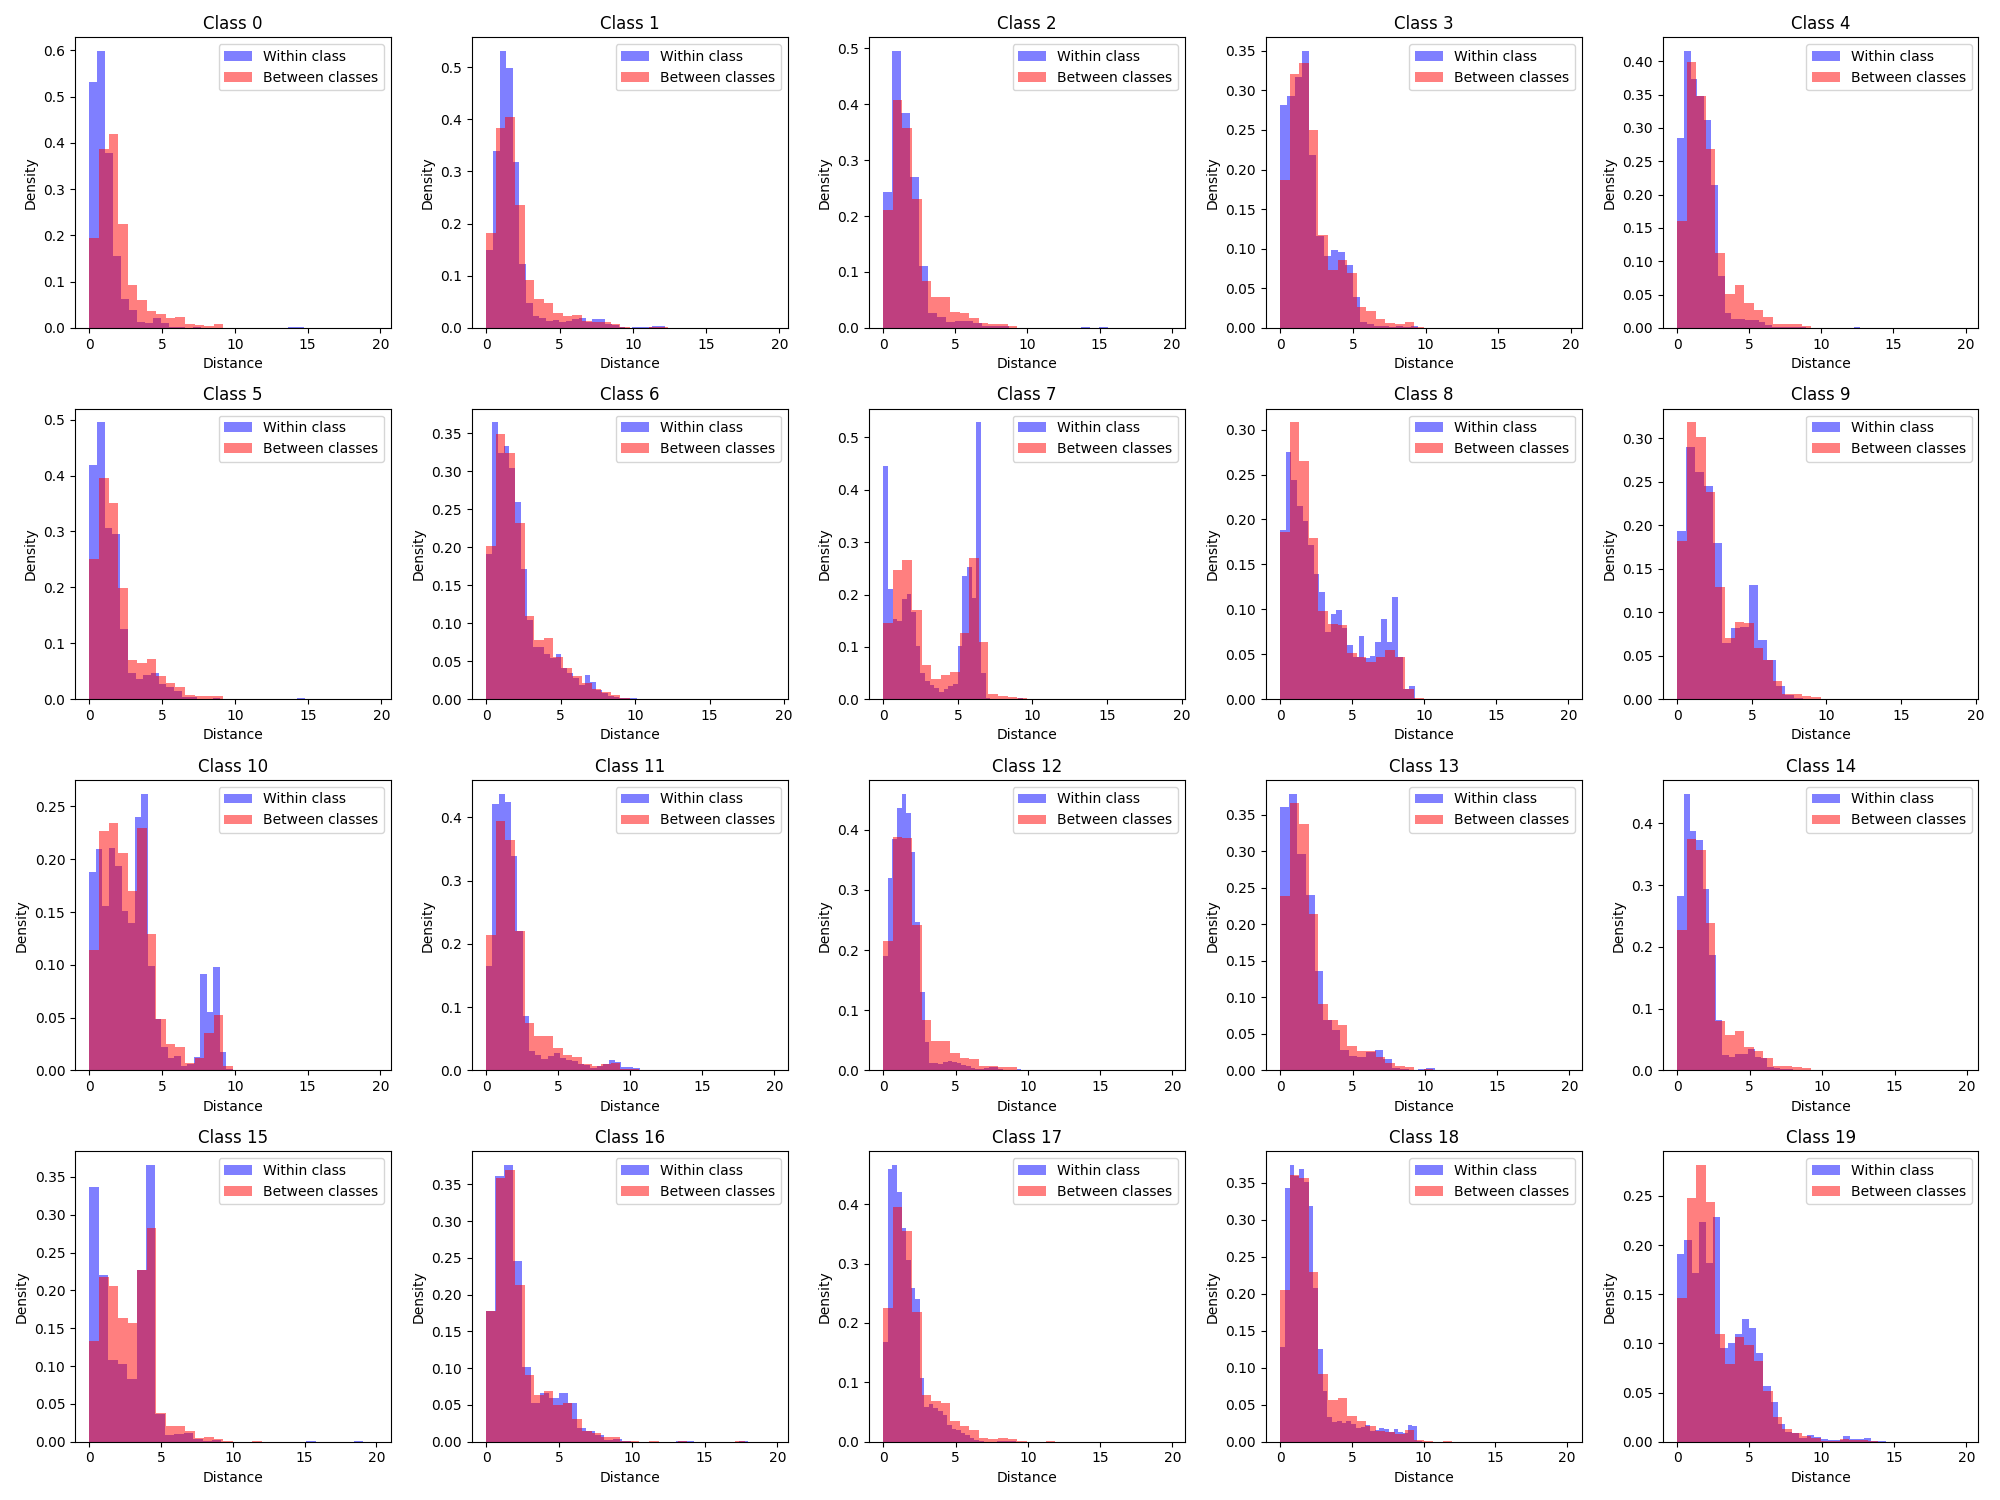 Class 0
Class 1
Class 2
Class 3
Class 4
Within class
Between classes
Within class
Between classes
Within class
Between classes
Within class
Between classes
Within class
Between classes
Density
0.6
0.5
0.4
0.3
0.2
0.1
0.0
Density
0.5
0.4
0.3
0.2
0.1
0.0
Density
0.5
0.4
0.3
0.2
0.1
0.0
Density
0.35
0.30
0.25
0.20
0.15
0.10
0.05
0.00
Density
0.40
0.35
0.30
0.25
0.20
0.15
0.10
0.05
0.00
0 5 10 15 20
0 5 10 15 20
0 5 10 15 20
0 5 10 15 20
0 5 10 15 20
Distance
Distance
Distance
Distance
Distance
Class 5
Class 6
Class 7
Class 8
Class 9
Within class
Between classes
Within class
Between classes
Within class
Between classes
Within class
Between classes
Within class
Between classes
Density
0.5
0.4
0.3
0.2
0.1
0.0
Density
0.35
0.30
0.25
0.20
0.15
0.10
0.05
0.00
Density
0.5
0.4
0.3
0.2
0.1
0.0
Density
0.30
0.25
0.20
0.15
0.10
0.05
0.00
Density
0.30
0.25
0.20
0.15
0.10
0.05
0.00
0 5 10 15 20
0 5 10 15 20
0 5 10 15 20
0 5 10 15 20
0 5 10 15 20
Distance
Distance
Distance
Distance
Distance
Class 10
Class 11
Class 12
Class 13
Class 14
Within class
Between classes
Within class
Between classes
Within class
Between classes
Within class
Between classes
Within class
Between classes
Density
0.25
0.20
0.15
0.10
0.05
0.00
Density
0.4
0.3
0.2
0.1
0.0
Density
0.4
0.3
0.2
0.1
0.0
Density
0.35
0.30
0.25
0.20
0.15
0.10
0.05
0.00
Density
0.4
0.3
0.2
0.1
0.0
0 5 10 15 20
0 5 10 15 20
0 5 10 15 20
0 5 10 15 20
0 5 10 15 20
Distance
Distance
Distance
Distance
Distance
Class 15
Class 16
Class 17
Class 18
Class 19
Within class
Between classes
Within class
Between classes
Within class
Between classes
Within class
Between classes
Within class
Between classes
Density
0.35
0.30
0.25
0.20
0.15
0.10
0.05
0.00
Density
0.35
0.30
0.25
0.20
0.15
0.10
0.05
0.00
Density
0.4
0.3
0.2
0.1
0.0
Density
0.35
0.30
0.25
0.20
0.15
0.10
0.05
0.00
Density
0.25
0.20
0.15
0.10
0.05
0.00
0 5 10 15 20
0 5 10 15 20
0 5 10 15 20
0 5 10 15 20
0 5 10 15 20
Distance
Distance
Distance
Distance
Distance